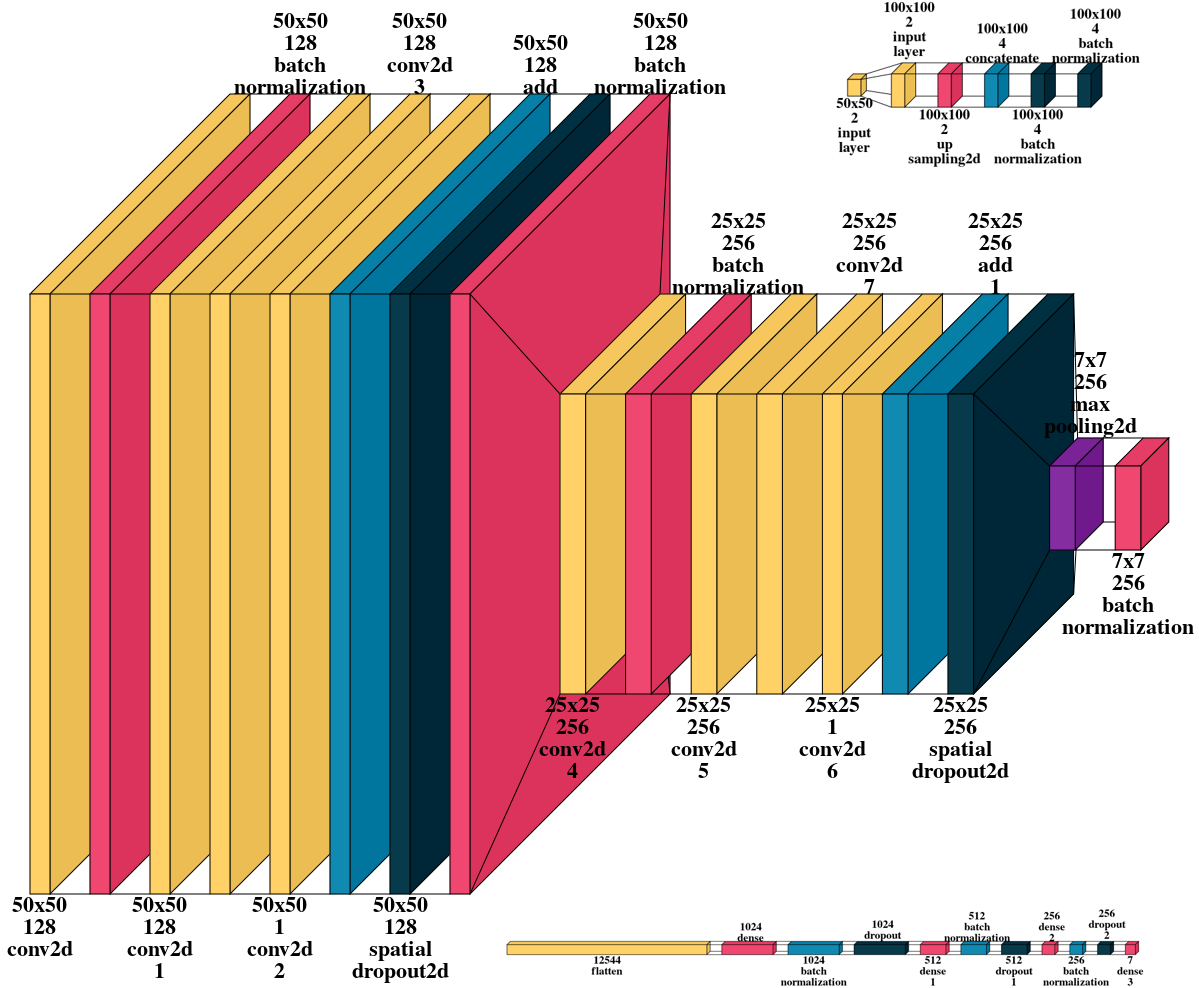 50x50
128
batch
normalization
50x50
128
conv2d
3
50x50
128
add
50x50
128
batch
normalization
100x100
2
input
layer
100x100
4
concatenate
100x100
4
batch
normalization
50x50
2
input
layer
100x100
2
up
sampling2d
100x100
4
batch
normalization
25x25
256
batch
normalization
25x25
256
conv2d
7
25x25
256
add
1
7x7
256
max
pooling2d
7x7
256
batch
normalization
25x25
256
conv2d
4
25x25
256
conv2d
5
25x25
1
conv2d
6
25x25
256
spatial
dropout2d
50x50
128
conv2d
50x50
128
conv2d
1
50x50
1
conv2d
2
50x50
128
spatial
dropout2d
1024
dense
1024
dropout
512
batch
normalization
256
dense
2
256
dropout
2
12544
flatten
1024
batch
normalization
512
dense
1
512
dropout
1
256
batch
normalization
7
dense
3